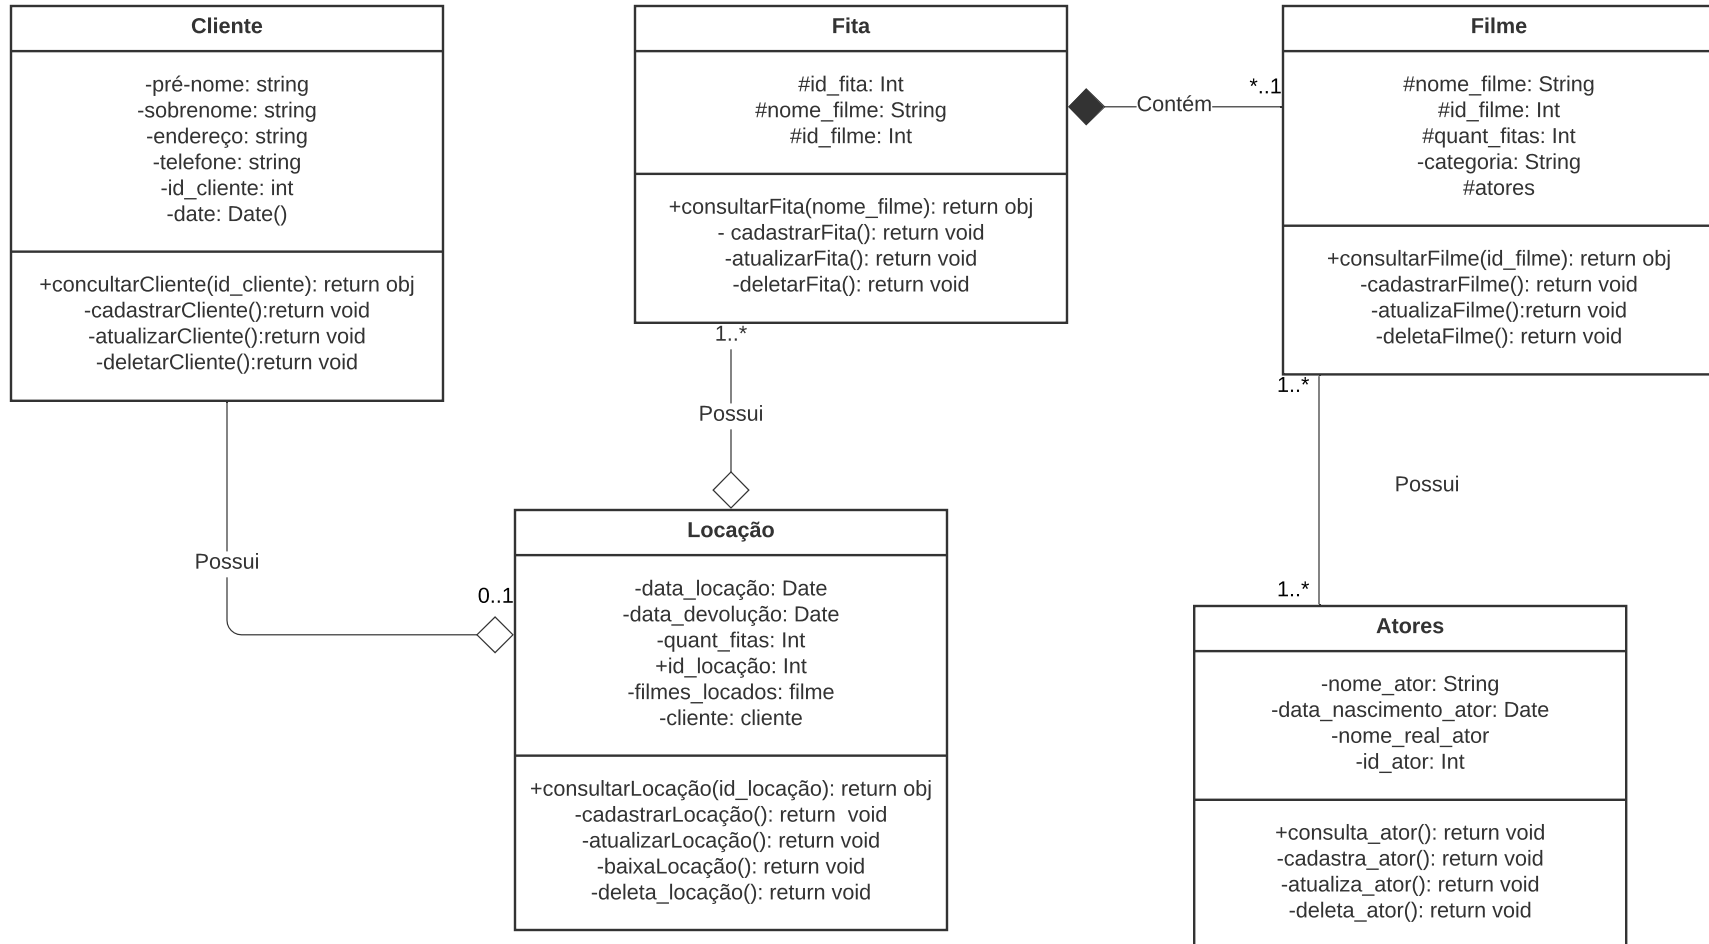 Cliente
-pré-nome: string
-sobrenome: string
-endereço: string
-telefone: string
-id_cliente: int
-date: Date()
+concultarCliente(id_cliente): return obj
-cadastrarCliente():return void
-atualizarCliente():return void
-deletarCliente():return void
Fita
#id_fita: Int
#nome_filme: String
#id_filme: Int
+consultarFita(nome_filme): return obj
- cadastrarFita(): return void
-atualizarFita(): return void
-deletarFita(): return void
Contém
*..1
Filme
#nome_filme: String
#id_filme: Int
#quant_fitas: Int
-categoria: String
#atores
+consultarFilme(id_filme): return obj
-cadastrarFilme(): return void
-atualizaFilme():return void
-deletaFilme(): return void
1..*
Possui
1..*
Possui
Possui
0..1
1..*
Locação
-data_locação: Date
-data_devolução: Date
-quant_fitas: Int
+id_locação: Int
-filmes_locados: filme
-cliente: cliente
+consultarLocação(id_locação): return obj
-cadastrarLocação(): return  void
-atualizarLocação(): return void
-baixaLocação(): return void
-deleta_locação(): return void
Atores
-nome_ator: String
-data_nascimento_ator: Date
-nome_real_ator
-id_ator: Int
+consulta_ator(): return void
-cadastra_ator(): return void
-atualiza_ator(): return void
-deleta_ator(): return void